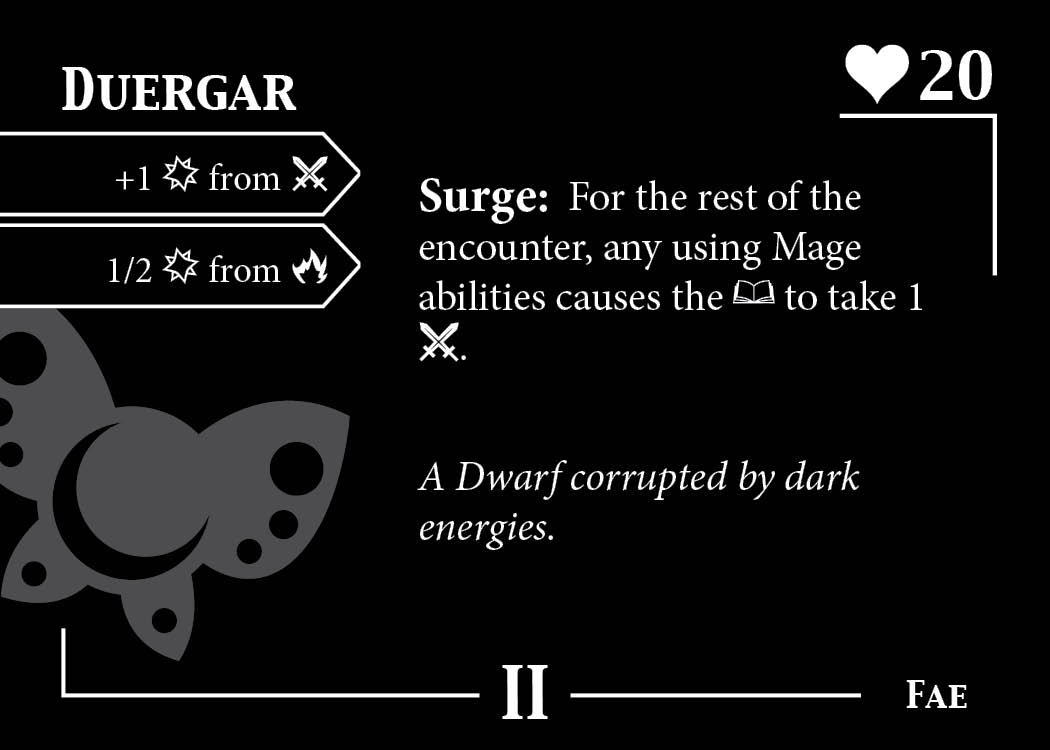 Duergar
20
+1 from
1/2 from
Surge: For the rest of the
encounter, any using Mage
abilities causes the to take 1
.
A Dwarf corrupted by dark
energies.
II
Fae